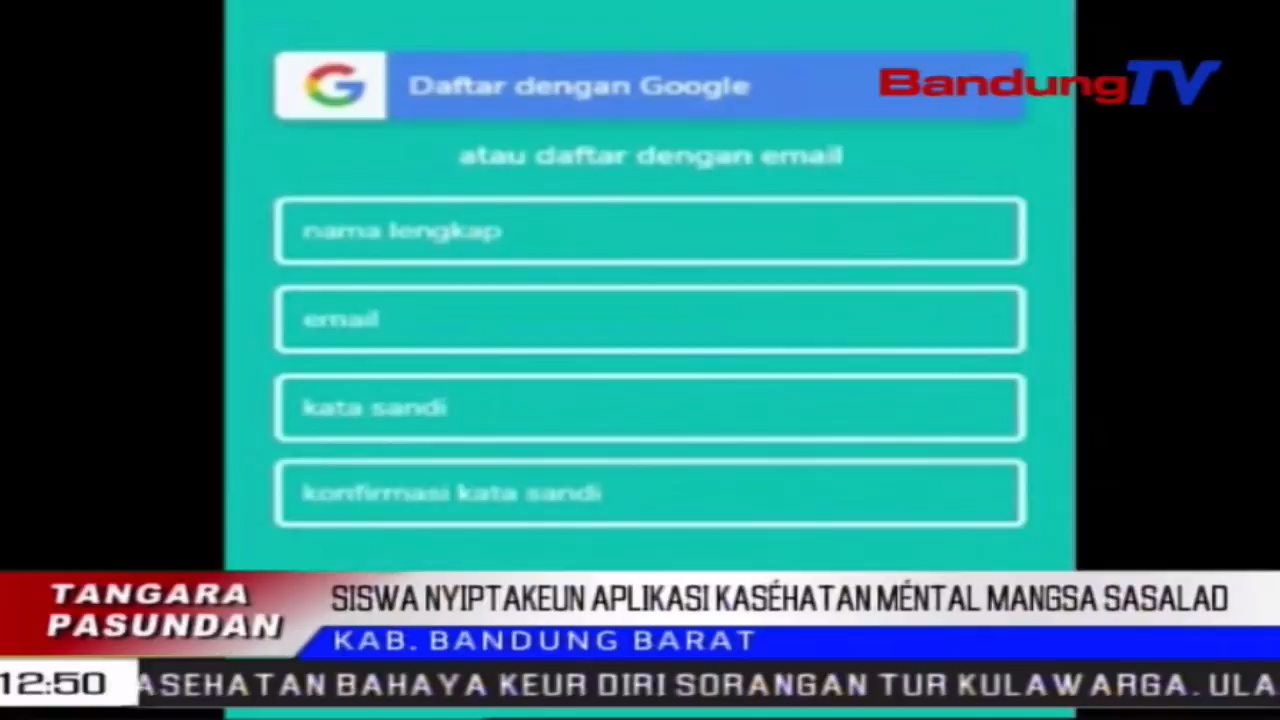 Daftar dengan Google
BandungTV
atau daftar dengan email
nama lengkap
email
kata sandi
konfirmasi kata sandi
TANGARA
PASUNDAN
SISWA NYIPTAKEUN APLIKASI KASÉHATAN MÉNTAL MANGSA SASALAD
KAB. BANDUNG BARAT
12:50
ASEHATAN BAHAYA KEUR DIRI SORANGAN TUR KULAWARGA. ULA